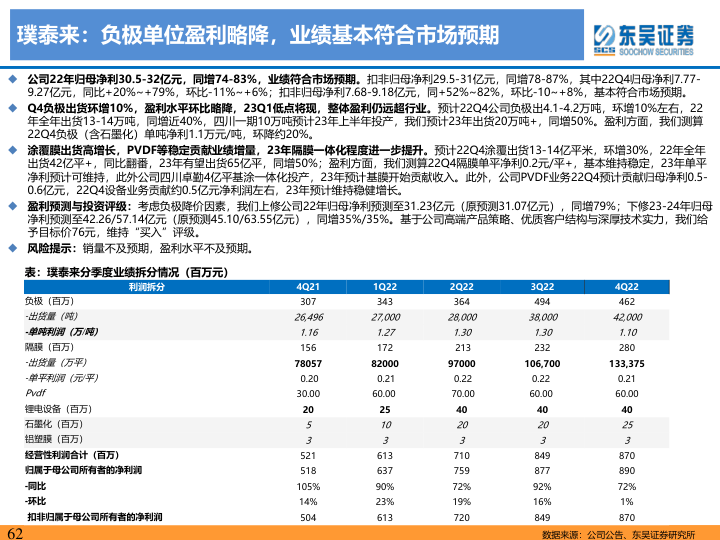 璞泰来：负极单位盈利略降，业绩基本符合市场预期
东吴证券
SCS SOOCHOW SECURITIES
◆ 公司22年归母净利30.5-32亿元，同增74-83%，业绩符合市场预期。扣非归母净利29.5-31亿元，同增78-87%，其中22Q4归母净利7.77-
9.27亿元，同比+20%~+79%，环比-11%~+6%；扣非归母净利7.68-9.18亿元，同+52%~82%，环比-10~+8%，基本符合市场预期。
◆ Q4负极出货环增10%，盈利水平环比略降，23Q1低点将现，整体盈利仍远超行业。预计22Q4公司负极出4.1-4.2万吨，环增10%左右，22
年全年出货13-14万吨，同增近40%，四川一期10万吨预计23年上半年投产，我们预计23年出货20万吨+，同增50%。盈利方面，我们测算
22Q4负极（含石墨化）单吨净利1.1万元/吨，环降约20%。
◆ 涂覆膜出货高增长，PVDF等稳定贡献业绩增量，23年隔膜一体化程度进一步提升。预计22Q4涂覆出货13-14亿平米，环增30%，22年全年
出货42亿平+，同比翻番，23年有望出货65亿平，同增50%；盈利方面，我们测算22Q4隔膜单平净利0.2元/平+，基本维持稳定，23年单平
净利预计可维持，此外公司四川卓勤4亿平基涂一体化投产，23年预计基膜开始贡献收入。此外，公司PVDF业务22Q4预计贡献归母净利0.5-
0.6亿元，22Q4设备业务贡献约0.5亿元净利润左右，23年预计维持稳健增长。
◆ 盈利预测与投资评级：考虑负极降价因素，我们上修公司22年归母净利预测至31.23亿元（原预测31.07亿元），同增79%；下修23-24年归母
净利预测至42.26/57.14亿元（原预测45.10/63.55亿元），同增35%/35%。基于公司高端产品策略、优质客户结构与深厚技术实力，我们给
予目标价76元，维持“买入”评级。
◆ 风险提示：销量不及预期，盈利水平不及预期。
表：璞泰来分季度业绩拆分情况（百万元）
利润拆分 4Q21 1Q22 2Q22 3Q22 4Q22
负极（百万） 307 343 364 494 462
-出货量（吨） 26,496 27,000 28,000 38,000 42,000
-单吨利润（万/吨） 1.16 1.27 1.30 1.30 1.10
隔膜（百万） 156 172 213 232 280
-出货量（万平） 78057 82000 97000 106,700 133,375
-单平利润（元/平） 0.20 0.21 0.22 0.22 0.21
Pvdf 30.00 60.00 70.00 60.00 60.00
锂电设备（百万） 20 25 40 40 40
石墨化（百万） 5 10 20 20 25
铝塑膜（百万） 3 3 3 3 3
经营性利润合计（百万） 521 613 710 849 870
归属于母公司所有者的净利润 518 637 759 877 890
-同比 105% 90% 72% 92% 72%
-环比 14% 23% 19% 16% 1%
扣非归属于母公司所有者的净利润 504 613 720 849 870
62
数据来源：公司公告、东吴证券研究所